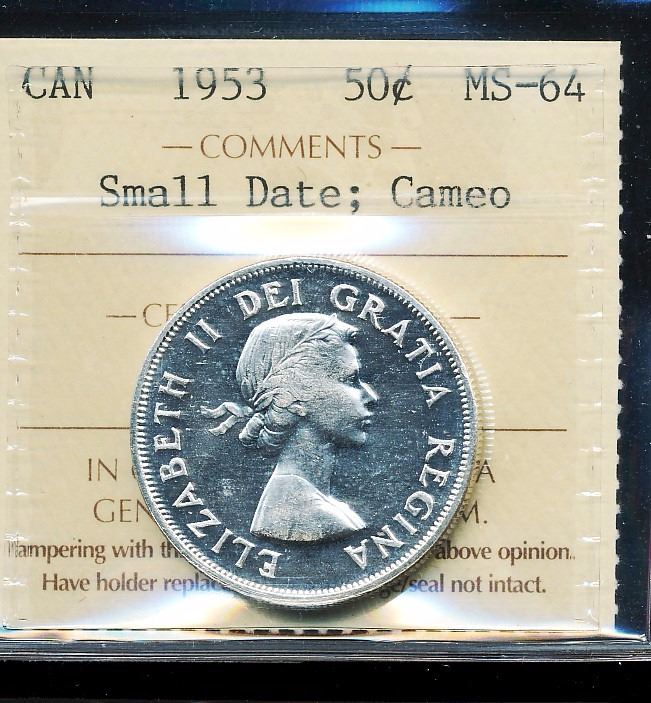 CAN 1953 50¢ MS-64
— COMMENTS —
Small Date; Cameo
ELIZABETH II DEI GRATIA REGINA
IN
above opinion.
Have holder seal not intact.